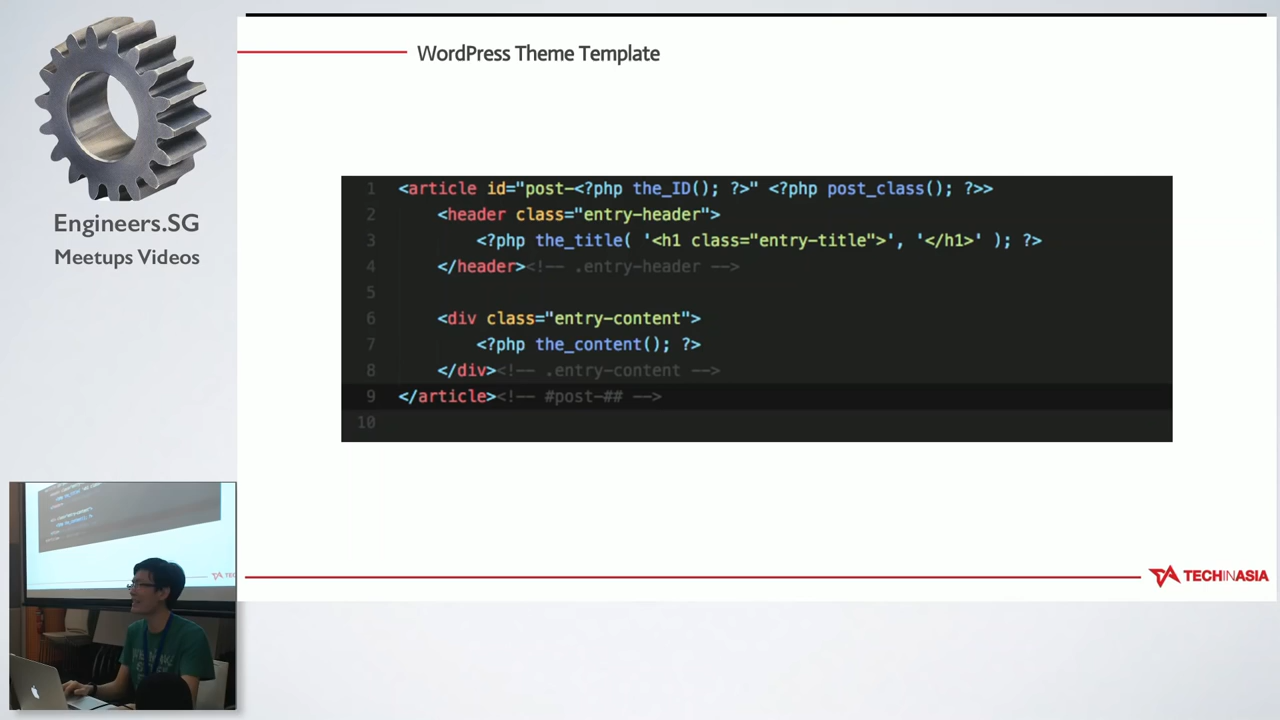 Engineers.SG
Meetups Videos
WordPress Theme Template
1 <article id="post-<?php the_ID(); ?>" <?php post_class(); ?>>
2 <header class="entry-header">
3 <?php the_title( '<h1 class="entry-title">', '</h1>' ); ?>
4 </header><!-- .entry-header -->
5
6 <div class="entry-content">
7 <?php the_content(); ?>
8 </div><!-- .entry-content -->
9 </article><!-- #post-## -->
10
TECHINASIA